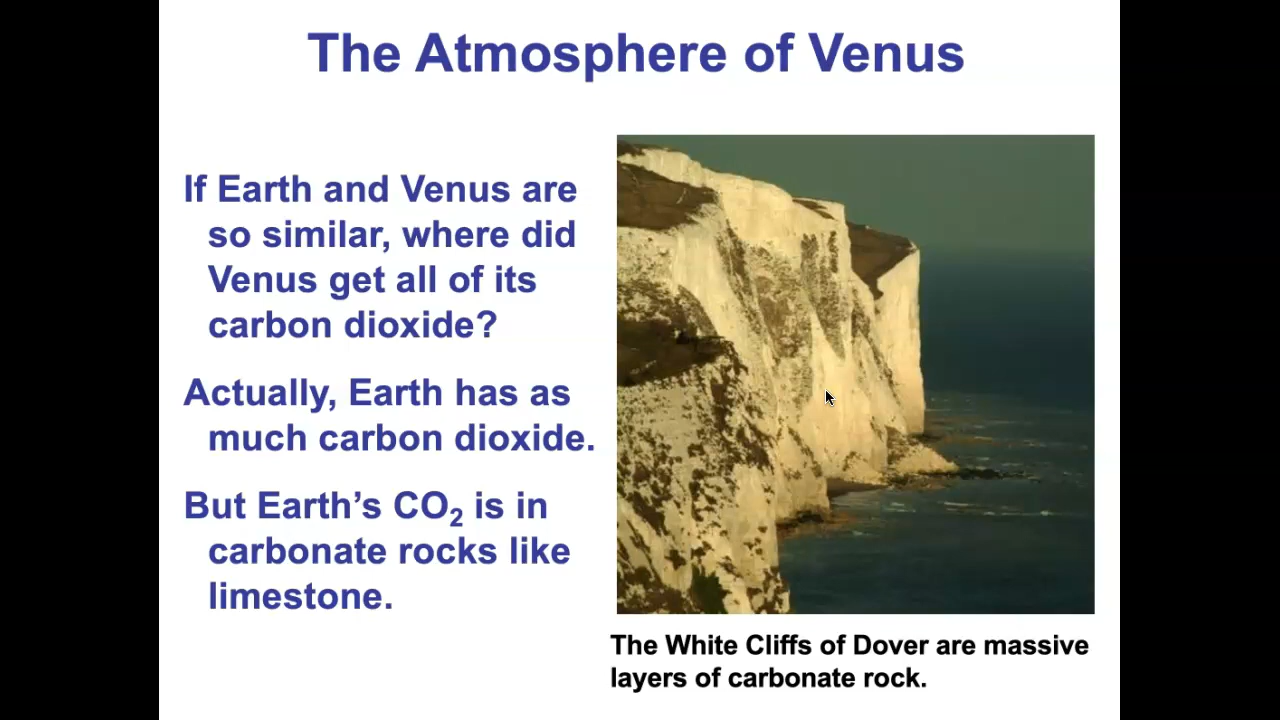 The Atmosphere of Venus
If Earth and Venus are
so similar, where did
Venus get all of its
carbon dioxide?
Actually, Earth has as
much carbon dioxide.
But Earth’s CO₂ is in
carbonate rocks like
limestone.
The White Cliffs of Dover are massive
layers of carbonate rock.